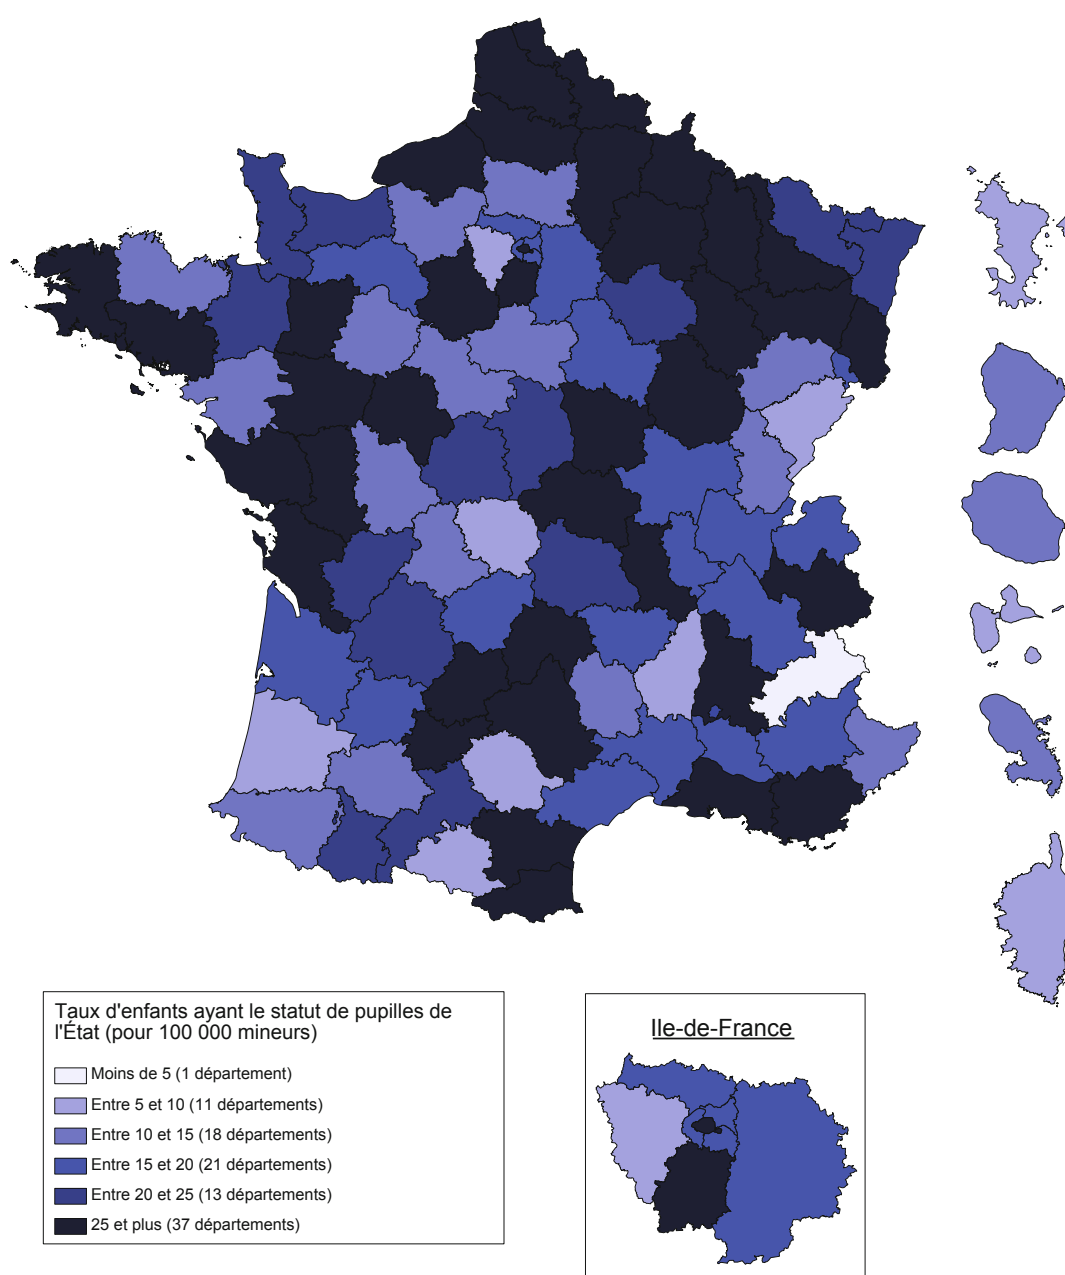 Taux d'enfants ayant le statut de pupilles de
l'État (pour 100 000 mineurs)
Moins de 5 (1 département)
Entre 5 et 10 (11 départements)
Entre 10 et 15 (18 départements)
Entre 15 et 20 (21 départements)
Entre 20 et 25 (13 départements)
25 et plus (37 départements)
Ile-de-France